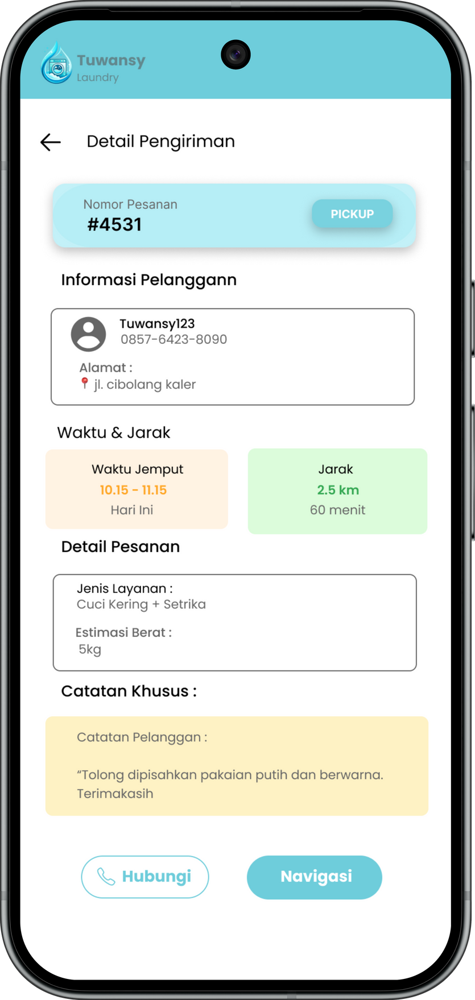 Tuwansy
Laundry
Detail Pengiriman
Nomor Pesanan
#4531
PICKUP
Informasi Pelanggann
Tuwansy123
0857-6423-8090
Alamat :
jl. cibolang kaler
Waktu & Jarak
Waktu Jemput
10.15 - 11.15
Hari Ini
Jarak
2.5 km
60 menit
Detail Pesanan
Jenis Layanan :
Cuci Kering + Setrika
Estimasi Berat :
5kg
Catatan Khusus :
Catatan Pelanggan :
“Tolong dipisahkan pakaian putih dan berwarna.
Terimakasih
Hubungi
Navigasi